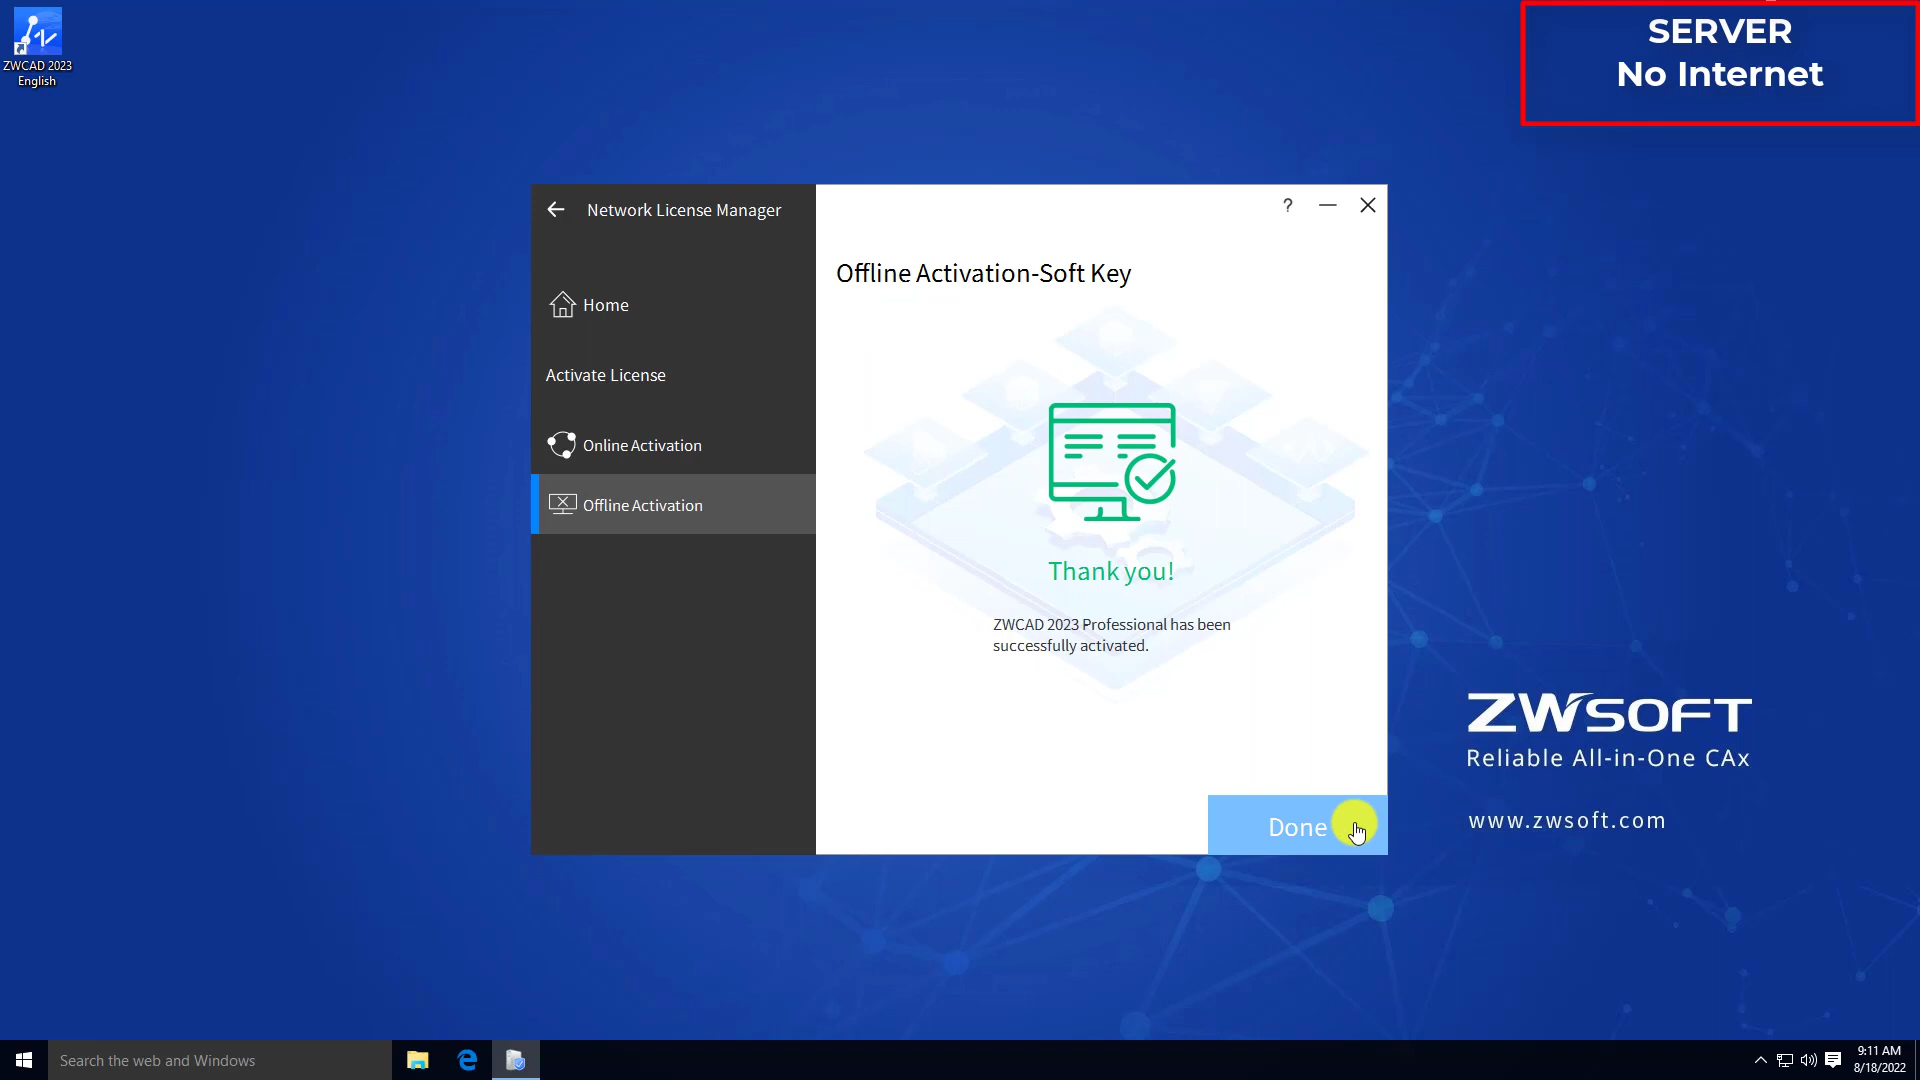 ZWCAD 2023
English
SERVER
No Internet
Network License Manager
?
Home
Activate License
Online Activation
Offline Activation
Offline Activation-Soft Key
Thank you!
ZWCAD 2023 Professional has been
successfully activated.
Done
ZWSOFT
Reliable All-in-One CAx
www.zwsoft.com
Search the web and Windows
9:11 AM
8/18/2022